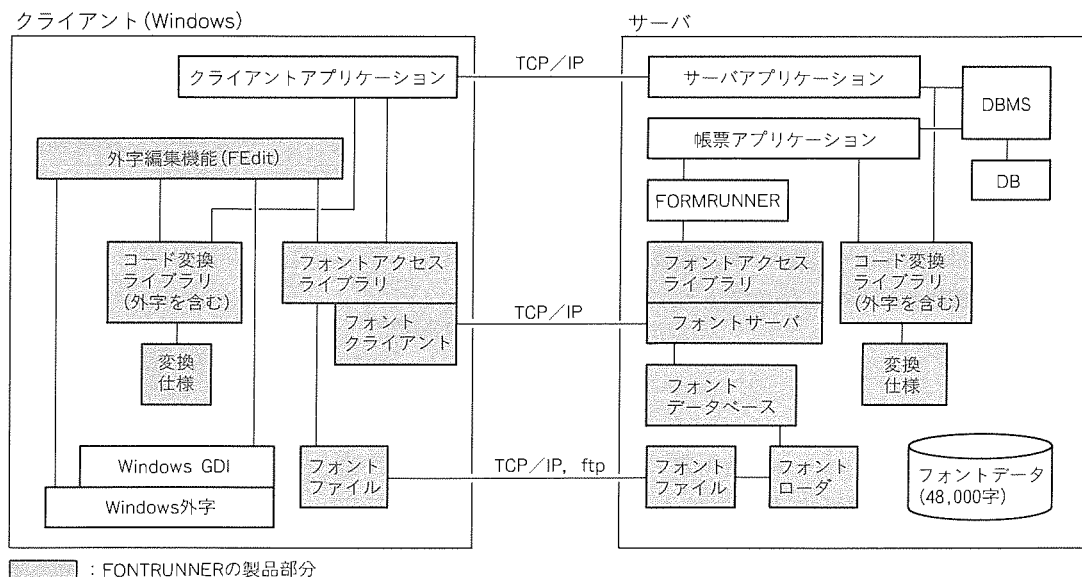 クライアント(Windows)
クライアントアプリケーション
外字編集機能(FEdit)
コード変換
ライブラリ
(外字を含む)
変換
仕様
フォントアクセス
ライブラリ
フォント
クライアント
Windows GDI
Windows外字
フォント
ファイル
TCP/IP
TCP/IP
TCP/IP, ftp
サーバ
サーバアプリケーション
帳票アプリケーション
DBMS
DB
FORMRUNNER
フォントアクセス
ライブラリ
フォントサーバ
コード変換
ライブラリ
(外字を含む)
変換
仕様
フォント
データベース
フォント
ファイル
フォント
ローダ
フォントデータ
(48,000字)
:FONTRUNNERの製品部分